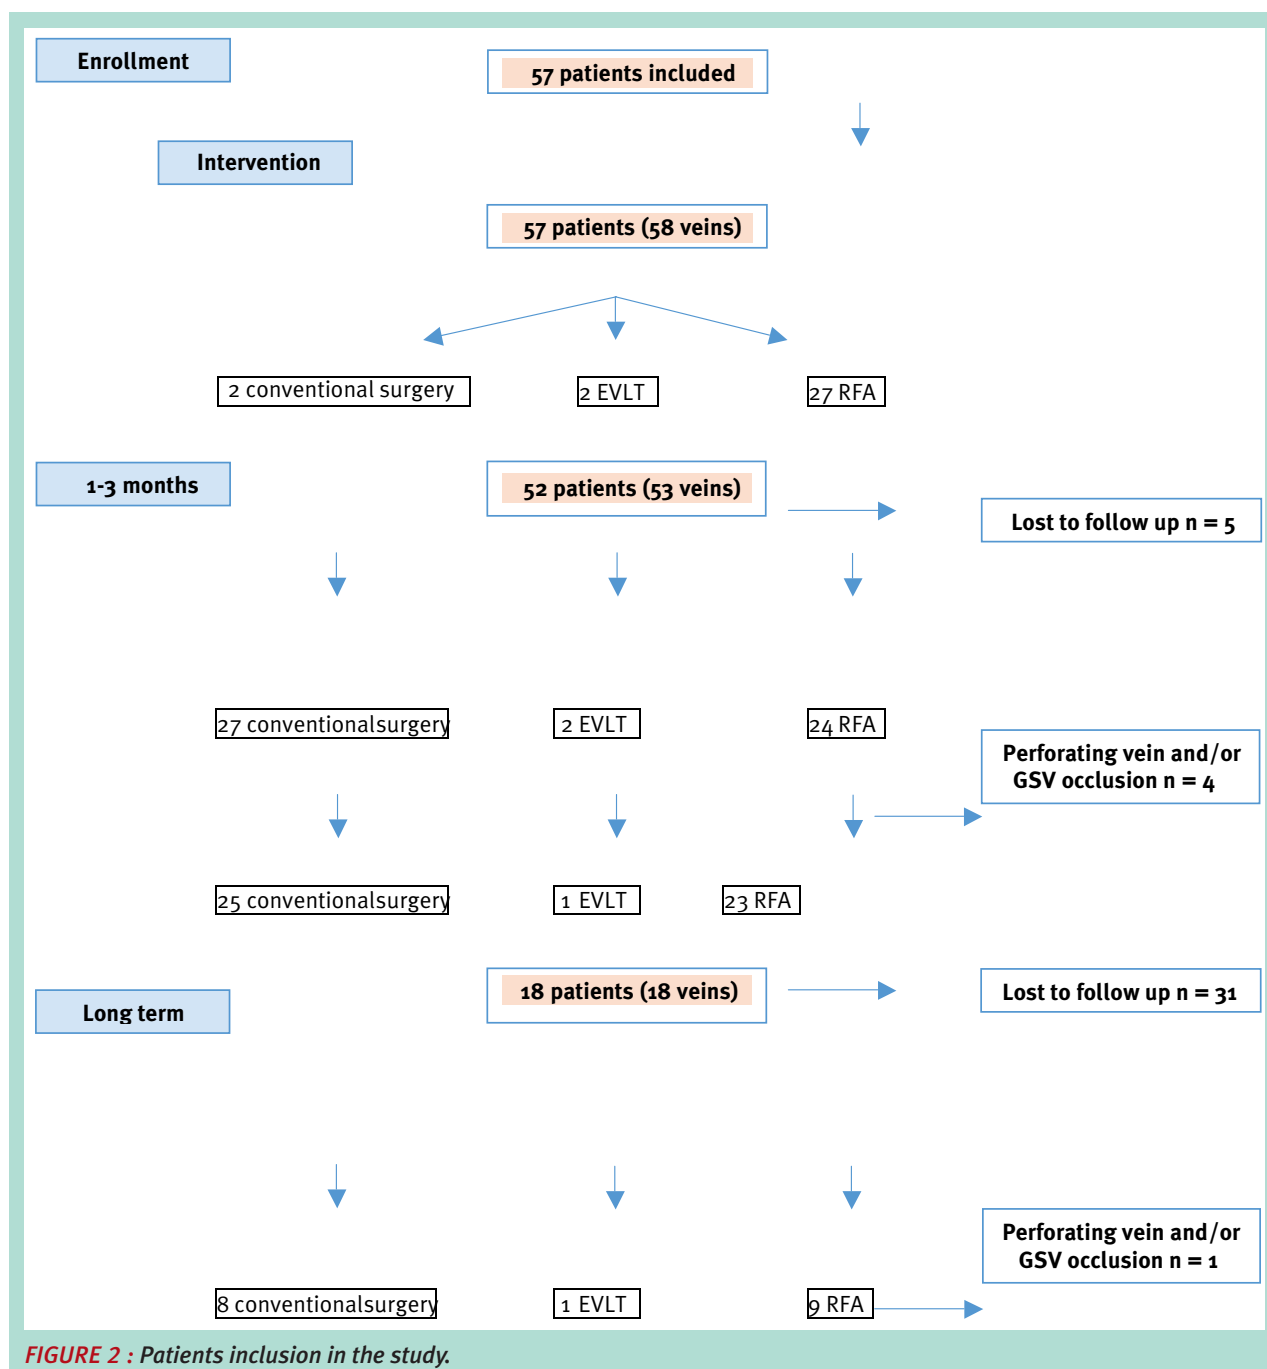 Enrollment
57 patients included
Intervention
57 patients (58 veins)
2 conventional surgery
2 EVLT
27 RFA
1-3 months
52 patients (53 veins)
Lost to follow up n = 5
27 conventionalsurgery
2 EVLT
24 RFA
Perforating vein and/or
GSV occlusion n = 4
25 conventionalsurgery
1 EVLT
23 RFA
Long term
18 patients (18 veins)
Lost to follow up n = 31
Perforating vein and/or
GSV occlusion n = 1
8 conventionalsurgery
1 EVLT
9 RFA
FIGURE 2 : Patients inclusion in the study.